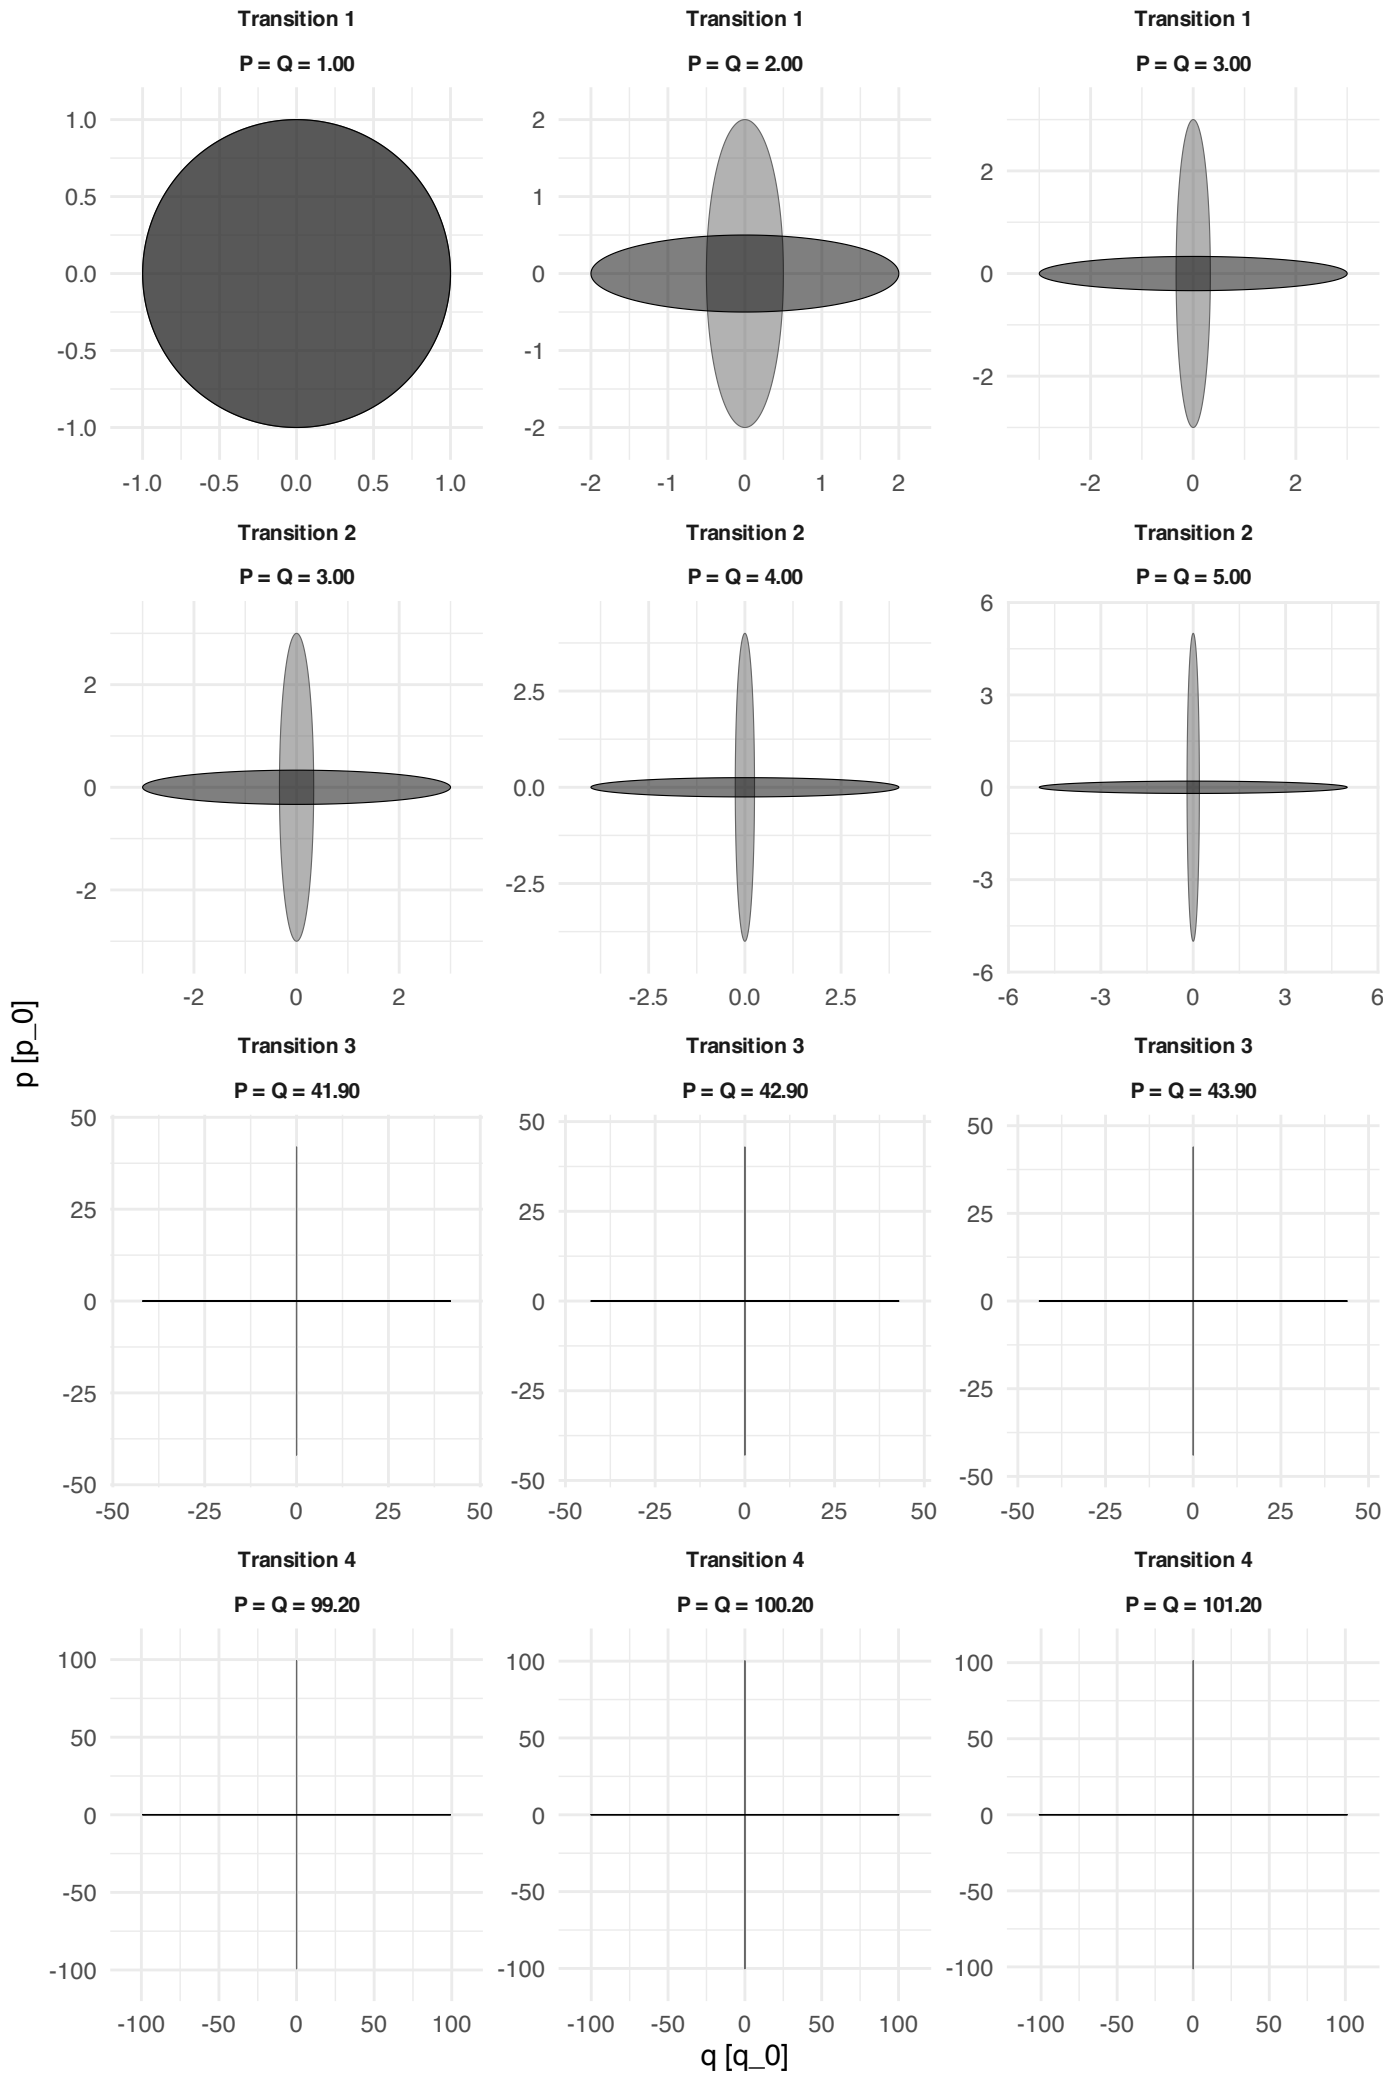 Transition 1
Transition 1
Transition 1
P = Q = 1.00
P = Q = 2.00
P = Q = 3.00
1.0
0.5
0.0
-0.5
-1.0
-1.0 -0.5 0.0 0.5 1.0
2
1
0
-1
-2
-2 -1 0 1 2
2
0
-2
-2 0 2
Transition 2
Transition 2
Transition 2
P = Q = 3.00
P = Q = 4.00
P = Q = 5.00
2
0
-2
-2 0 2
2.5
0.0
-2.5
-2.5 0.0 2.5
6
3
0
-3
-6
-6 -3 0 3 6
p [p_0]
Transition 3
Transition 3
Transition 3
P = Q = 41.90
P = Q = 42.90
P = Q = 43.90
50
25
0
-25
-50
-50 -25 0 25 50
50
25
0
-25
-50
-50 -25 0 25 50
50
25
0
-25
-50
-50 -25 0 25 50
Transition 4
Transition 4
Transition 4
P = Q = 99.20
P = Q = 100.20
P = Q = 101.20
100
50
0
-50
-100
-100 -50 0 50 100
100
50
0
-50
-100
-100 -50 0 50 100
100
50
0
-50
-100
-100 -50 0 50 100
q [q_0]